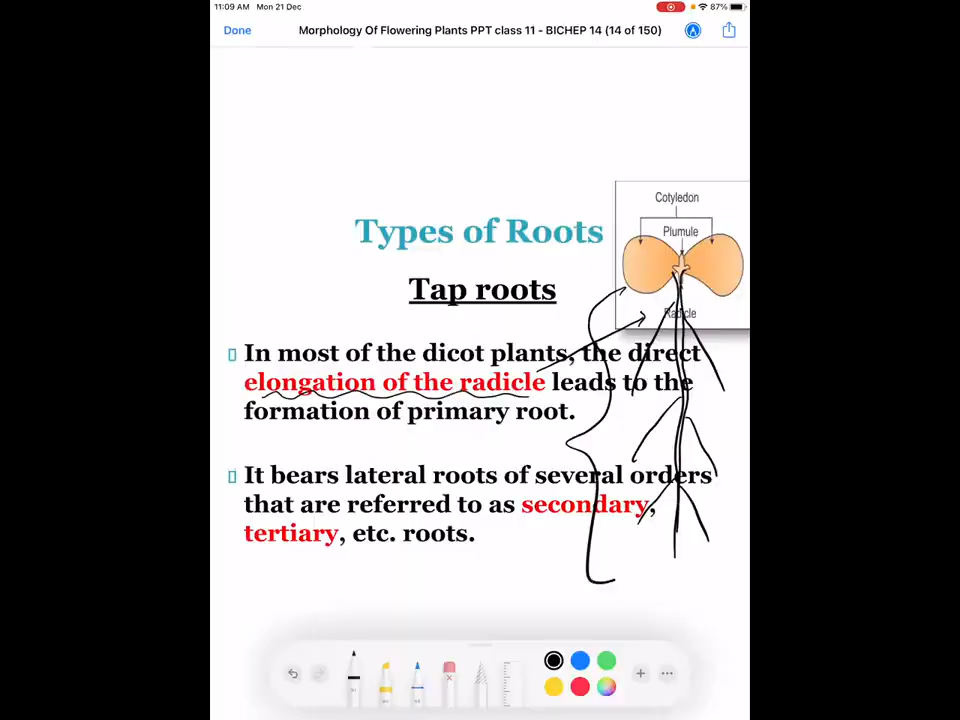 11:09 AM Mon 21 Dec 87%
Done Morphology Of Flowering Plants PPT class 11 - BICHEP 14 (14 of 150)
Cotyledon
Plumule
Radicle
Types of Roots
Tap roots
In most of the dicot plants, the direct
elongation of the radicle leads to the
formation of primary root.
It bears lateral roots of several orders
that are referred to as secondary,
tertiary, etc. roots.